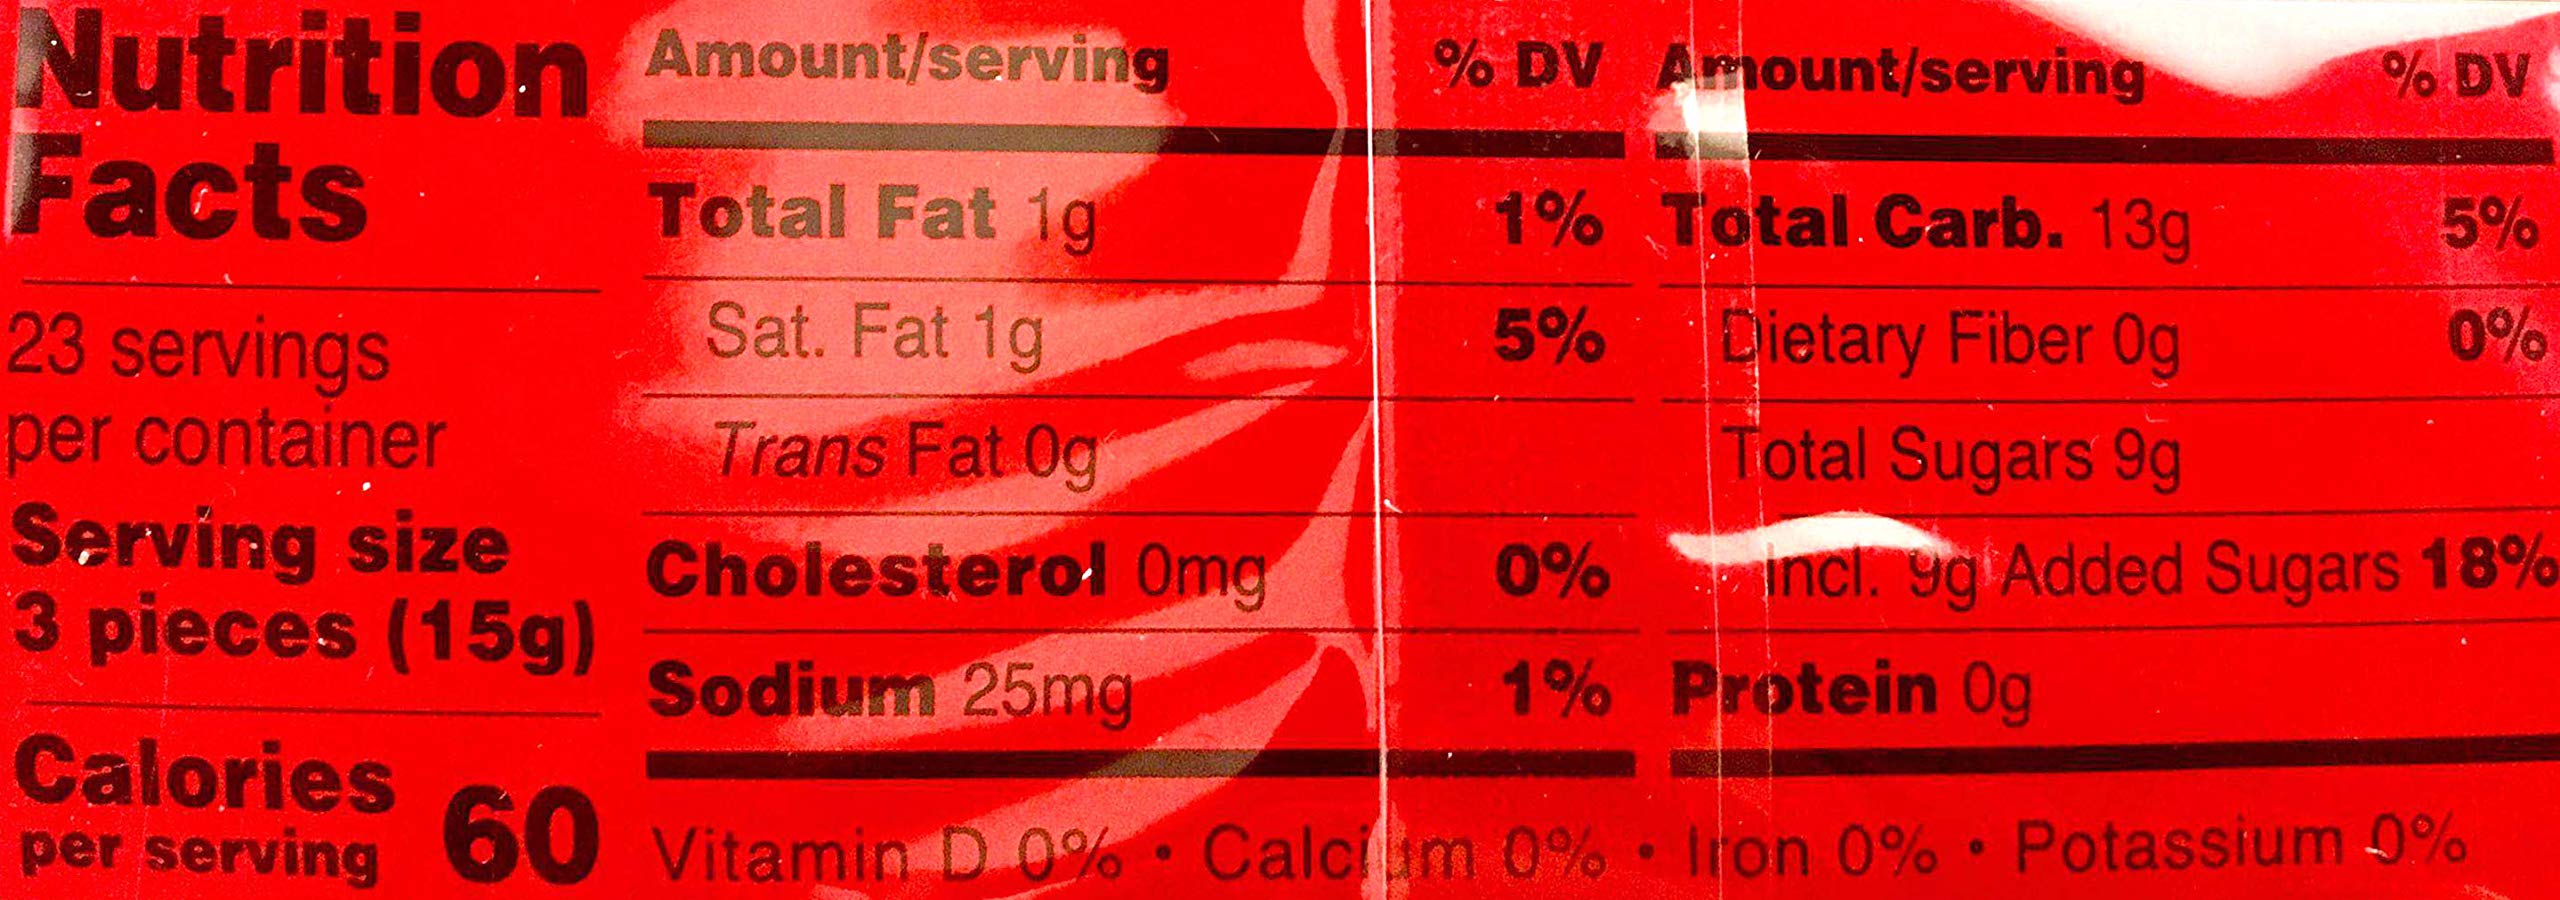 Nutrition
Facts
23 servings
per container
Serving size
3 pieces (15g)
Calories
per serving 60
Amount/serving % DV
Total Fat 1g 1%
Sat. Fat 1g 5%
Trans Fat 0g
Cholesterol 0mg 0%
Sodium 25mg 1%
Amount/serving % DV
Total Carb. 13g 5%
Dietary Fiber 0g 0%
Total Sugars 9g
Incl. 9g Added Sugars 18%
Protein 0g
Vitamin D 0% • Calcium 0% • Iron 0% • Potassium 0%